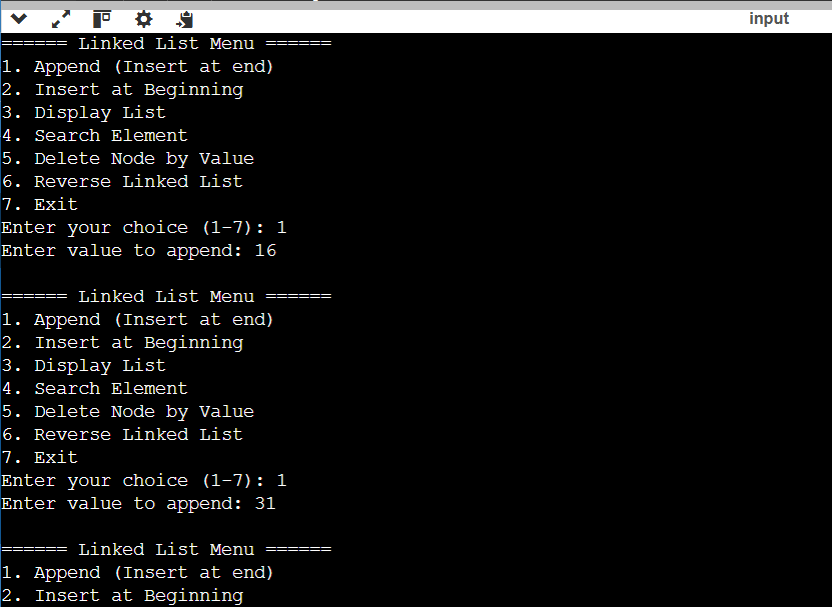 input
====== Linked List Menu ======
1. Append (Insert at end)
2. Insert at Beginning
3. Display List
4. Search Element
5. Delete Node by Value
6. Reverse Linked List
7. Exit
Enter your choice (1-7): 1
Enter value to append: 16

====== Linked List Menu ======
1. Append (Insert at end)
2. Insert at Beginning
3. Display List
4. Search Element
5. Delete Node by Value
6. Reverse Linked List
7. Exit
Enter your choice (1-7): 1
Enter value to append: 31

====== Linked List Menu ======
1. Append (Insert at end)
2. Insert at Beginning